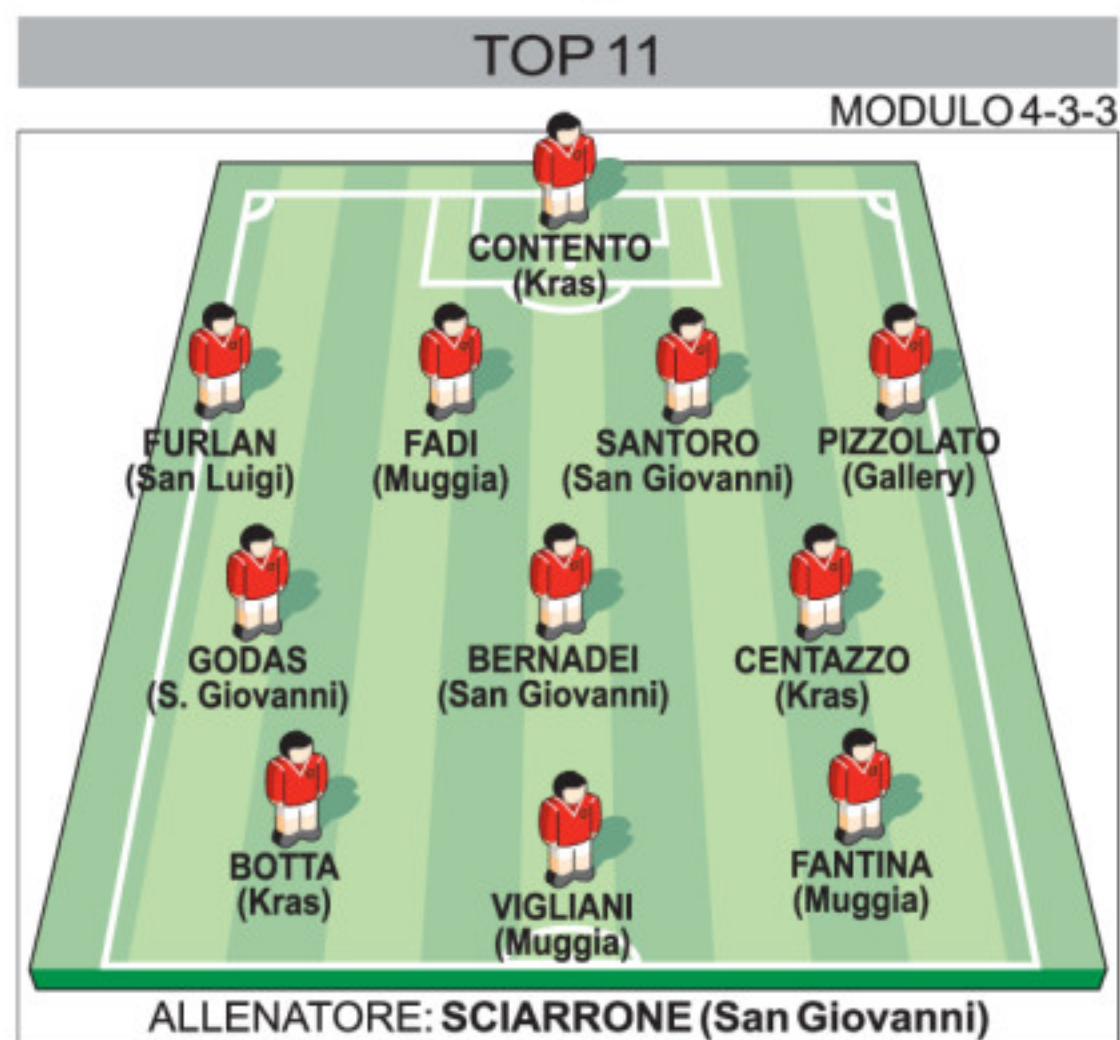 TOP 11
MODULO 4-3-3
CONTENTO
(Kras)
FURLAN
(San Luigi)
FADI
(Muggia)
SANTORO
(San Giovanni)
PIZZOLATO
(Gallery)
GODAS
(S. Giovanni)
BERNADEI
(San Giovanni)
CENTAZZO
(Kras)
BOTTA
(Kras)
VIGLIANI
(Muggia)
FANTINA
(Muggia)
ALLENATORE: SCIARRONE (San Giovanni)